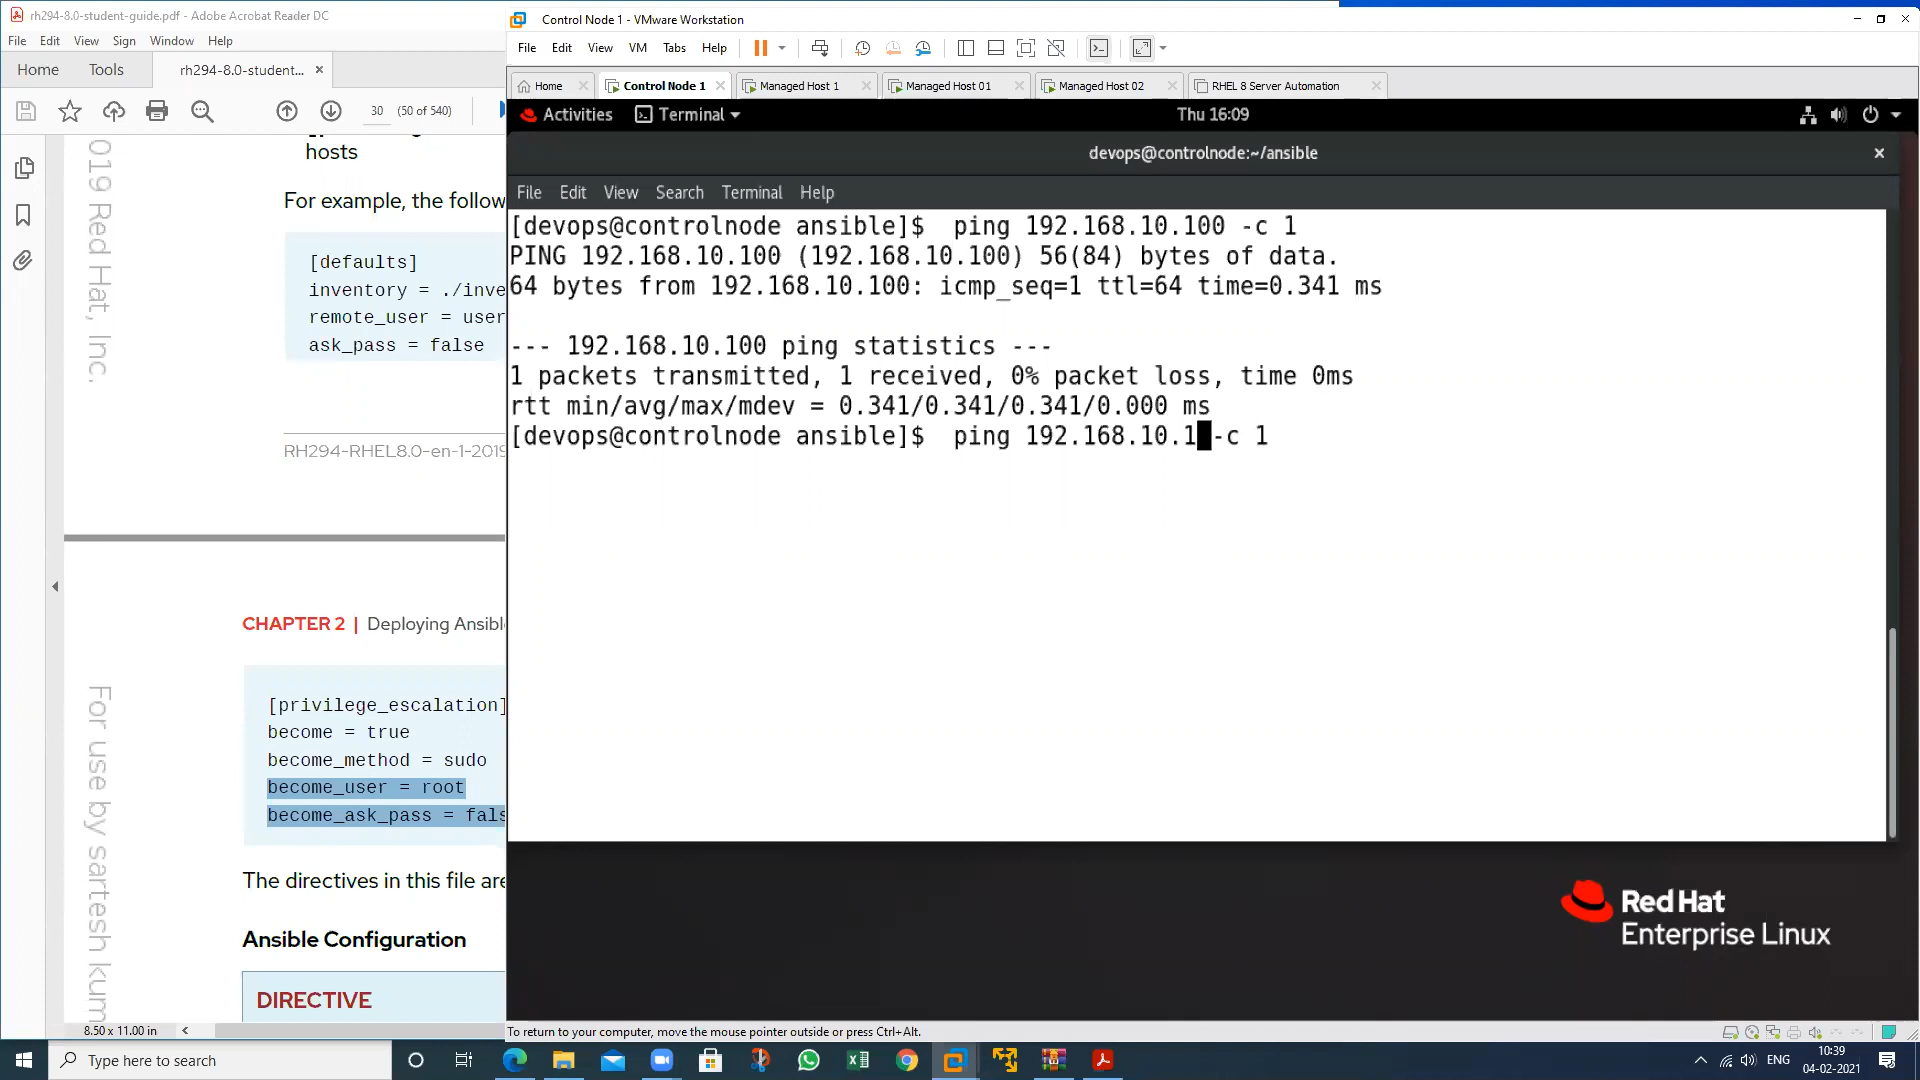 rh294-8.0-student-guide.pdf - Adobe Acrobat Reader DC
File Edit View Sign Window Help
Home Tools rh294-8.0-student... ×
30 (50 of 540)
hosts
For example, the follow
[defaults]
inventory = ./inve
remote_user = user
ask_pass = false
RH294-RHEL8.0-en-1-2019
019 Red Hat, Inc.
CHAPTER 2 | Deploying Ansibl
[privilege_escalation]
become = true
become_method = sudo
become_user = root
become_ask_pass = fals
The directives in this file are
Ansible Configuration
DIRECTIVE
For use by sartesh kum
8.50 x 11.00 in
Control Node 1 - VMware Workstation
File Edit View VM Tabs Help
Home Control Node 1 Managed Host 1 Managed Host 01 Managed Host 02 RHEL 8 Server Automation
Activities Terminal Thu 16:09
devops@controlnode:~/ansible
File Edit View Search Terminal Help
[devops@controlnode ansible]$  ping 192.168.10.100 -c 1
PING 192.168.10.100 (192.168.10.100) 56(84) bytes of data.
64 bytes from 192.168.10.100: icmp_seq=1 ttl=64 time=0.341 ms
--- 192.168.10.100 ping statistics ---
1 packets transmitted, 1 received, 0% packet loss, time 0ms
rtt min/avg/max/mdev = 0.341/0.341/0.341/0.000 ms
[devops@controlnode ansible]$  ping 192.168.10.1 -c 1
Red Hat
Enterprise Linux
To return to your computer, move the mouse pointer outside or press Ctrl+Alt.
Type here to search
ENG
10:39
04-02-2021